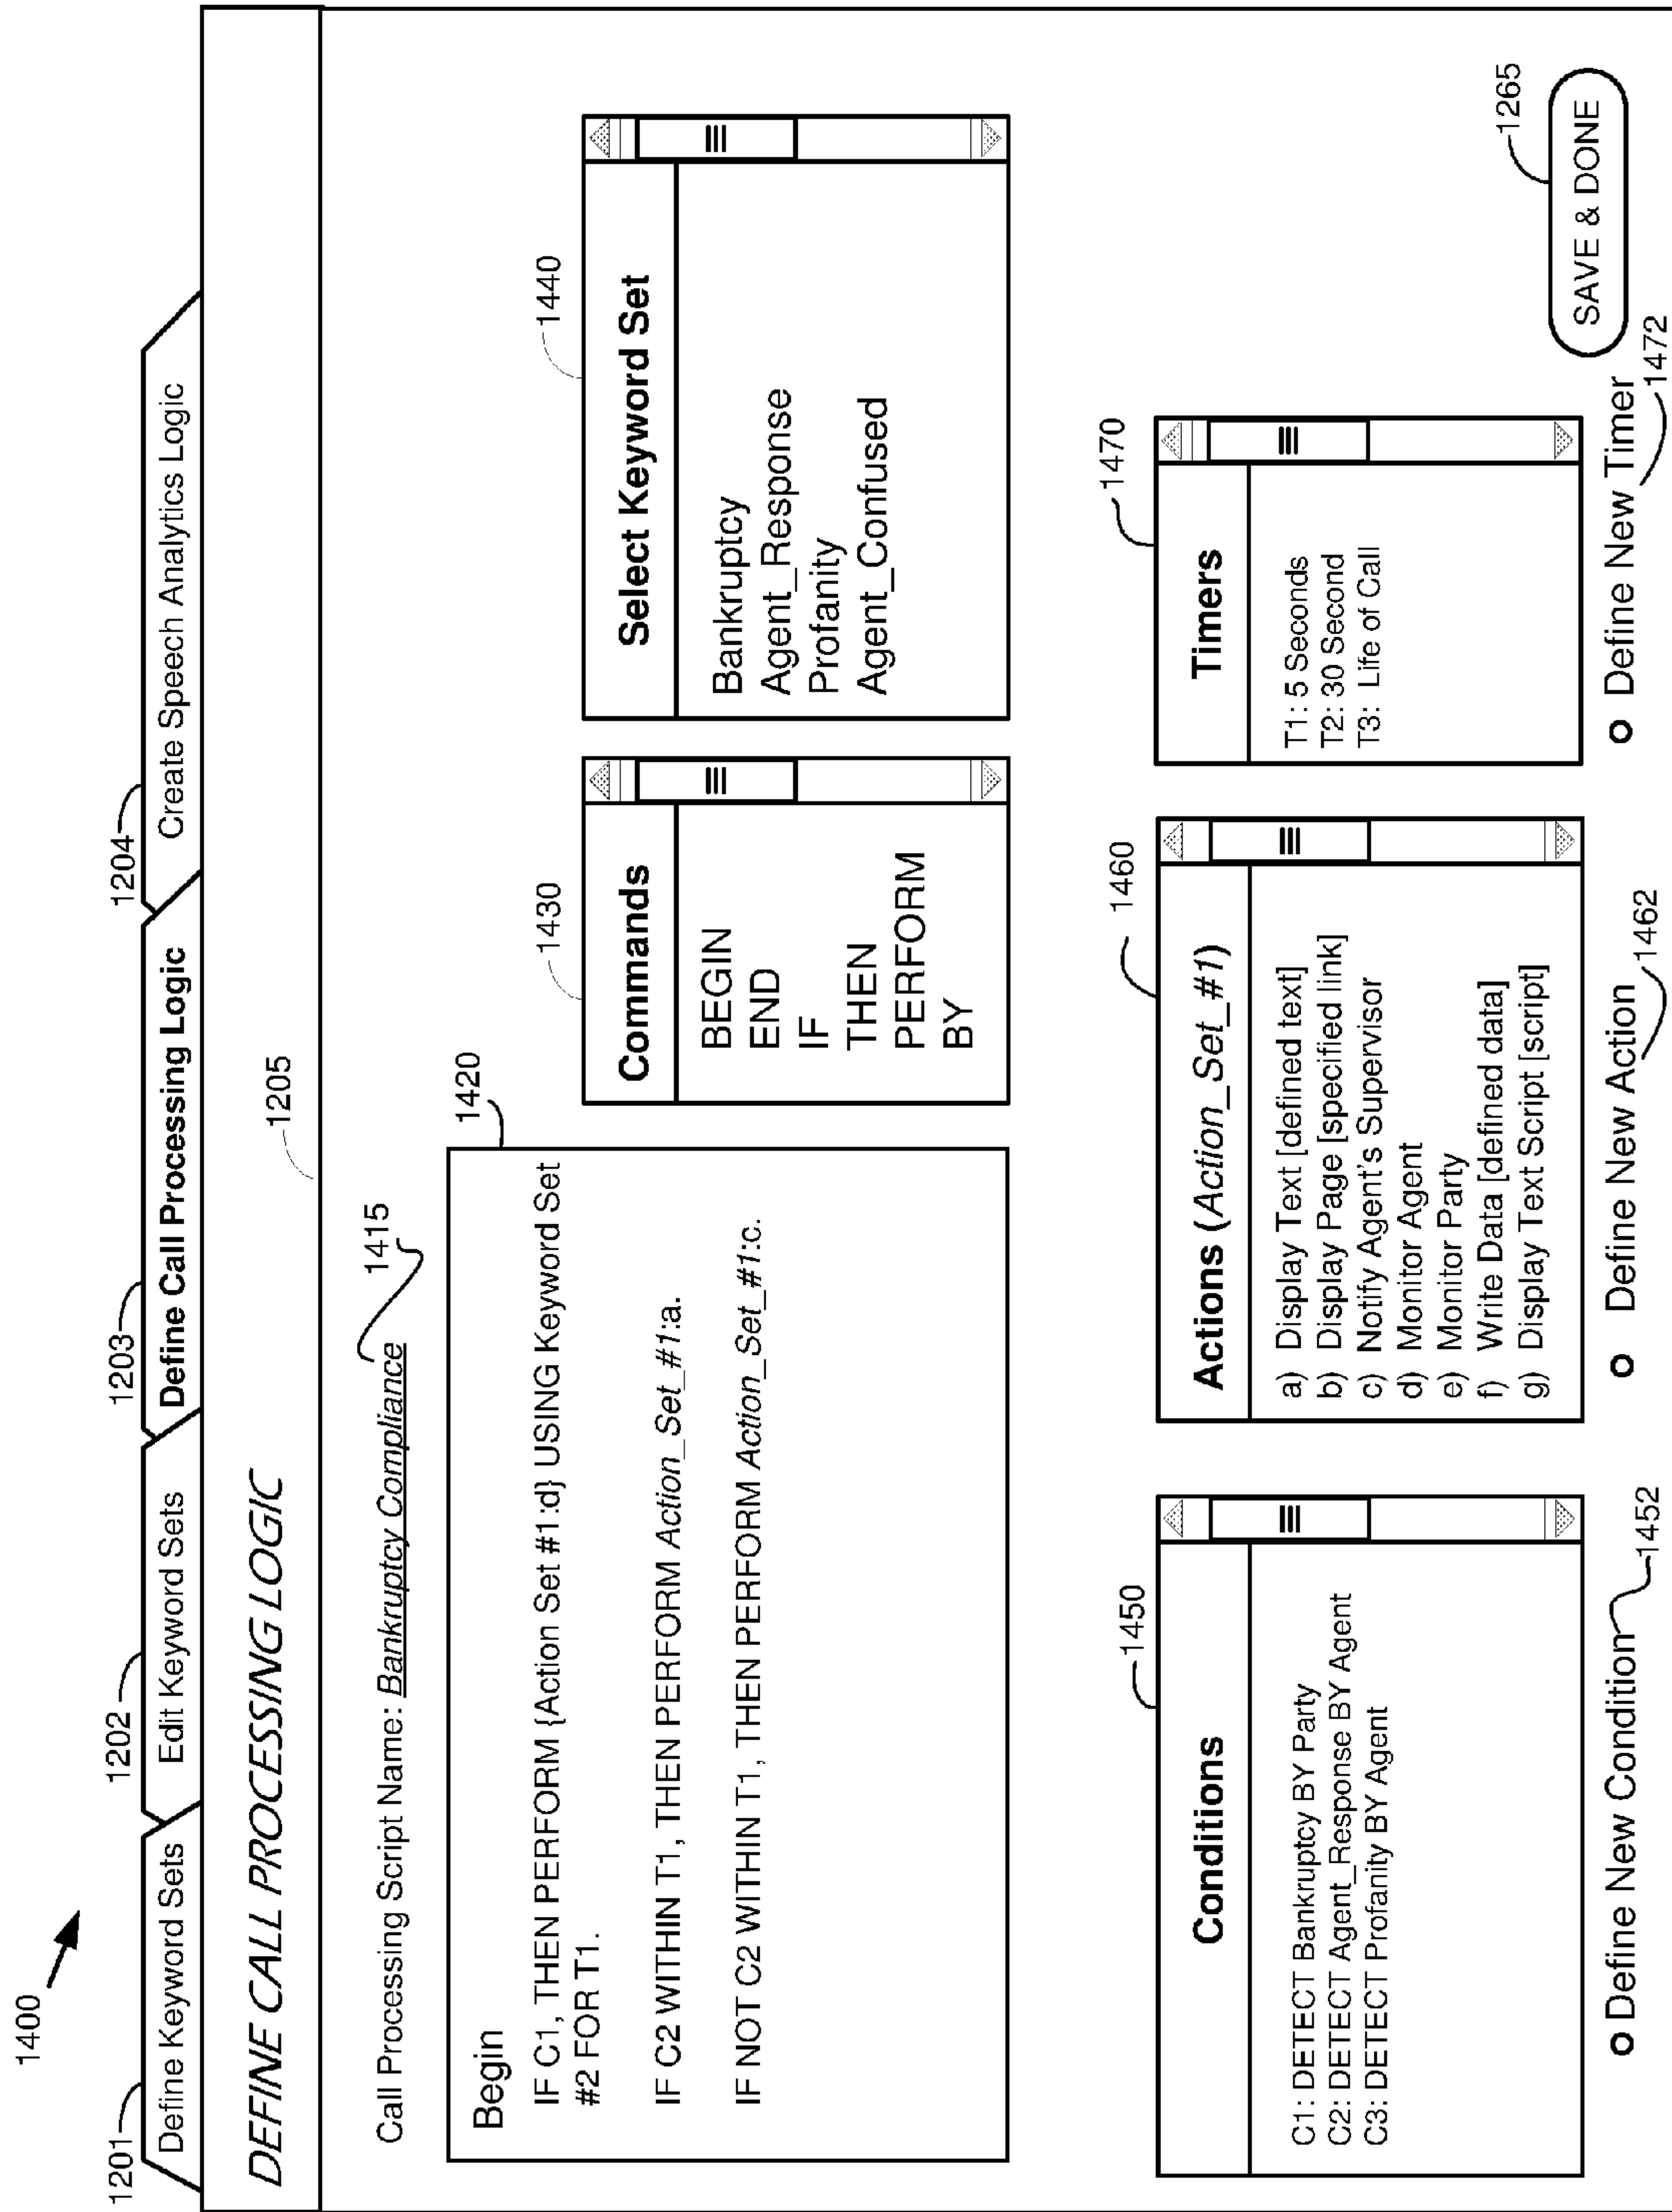 1400
1201
1202
1203
1204
Define Keyword Sets
Edit Keyword Sets
Define Call Processing Logic
Create Speech Analytics Logic
DEFINE CALL PROCESSING LOGIC
1205
Call Processing Script Name: Bankruptcy Compliance
1415
1420
Begin
IF C1, THEN PERFORM {Action Set #1:d} USING Keyword Set
#2 FOR T1.
IF C2 WITHIN T1, THEN PERFORM Action_Set_#1:a.
IF NOT C2 WITHIN T1, THEN PERFORM Action_Set_#1:c.
1430
Commands
BEGIN
END
IF
THEN
PERFORM
BY
1440
Select Keyword Set
Bankruptcy
Agent_Response
Profanity
Agent_Confused
1450
Conditions
C1: DETECT Bankruptcy BY Party
C2: DETECT Agent_Response BY Agent
C3: DETECT Profanity BY Agent
Define New Condition
1452
1460
Actions (Action_Set_#1)
a) Display Text [defined text]
b) Display Page [specified link]
c) Notify Agent's Supervisor
d) Monitor Agent
e) Monitor Party
f) Write Data [defined data]
g) Display Text Script [script]
Define New Action
1462
1470
Timers
T1: 5 Seconds
T2: 30 Second
T3: Life of Call
Define New Timer
1472
1265
SAVE & DONE